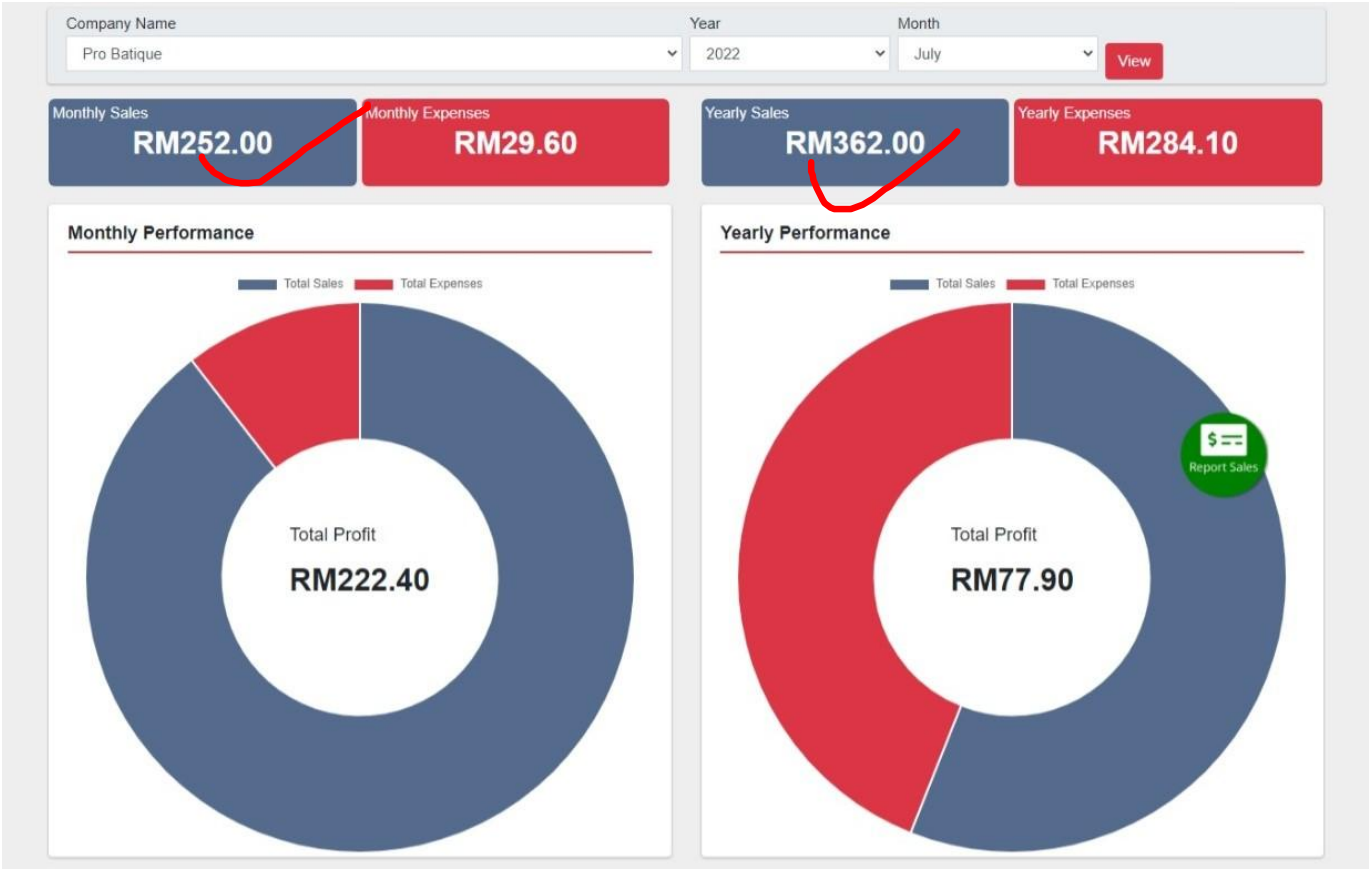 Company Name Year Month
Pro Batique 2022 July View
Monthly Sales Monthly Expenses Yearly Sales Yearly Expenses
RM252.00 RM29.60 RM362.00 RM284.10
Monthly Performance Yearly Performance
Total Sales Total Expenses Total Sales Total Expenses
$
Report Sales
Total Profit Total Profit
RM222.40 RM77.90